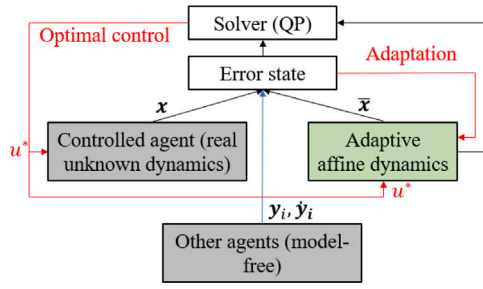 Solver (QP)
Optimal control
Adaptation
Error state
x
x̅
Controlled agent (real
unknown dynamics)
Adaptive
affine dynamics
u*
u*
yᵢ, ẏᵢ
Other agents (model-
free)